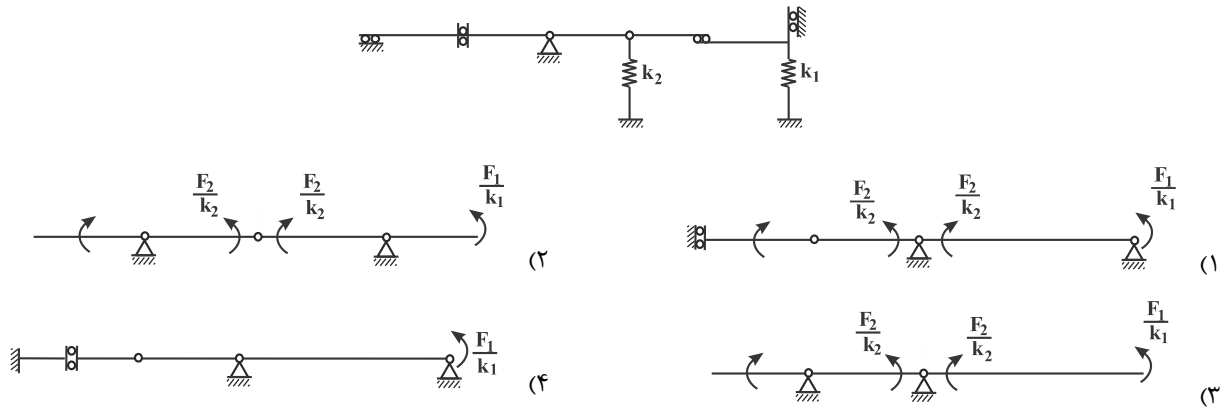 k₂ k₁
F₂/k₂ F₂/k₂ F₁/k₁ (۱
F₂/k₂ F₂/k₂ F₁/k₁ (۲
F₂/k₂ F₂/k₂ F₁/k₁ (۳
F₁/k₁ (۴